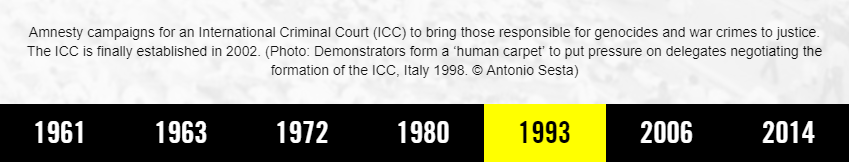 Amnesty campaigns for an International Criminal Court (ICC) to bring those responsible for genocides and war crimes to justice.
The ICC is finally established in 2002. (Photo: Demonstrators form a ‘human carpet’ to put pressure on delegates negotiating the
formation of the ICC, Italy 1998. © Antonio Sesta)
1961 1963 1972 1980 1993 2006 2014